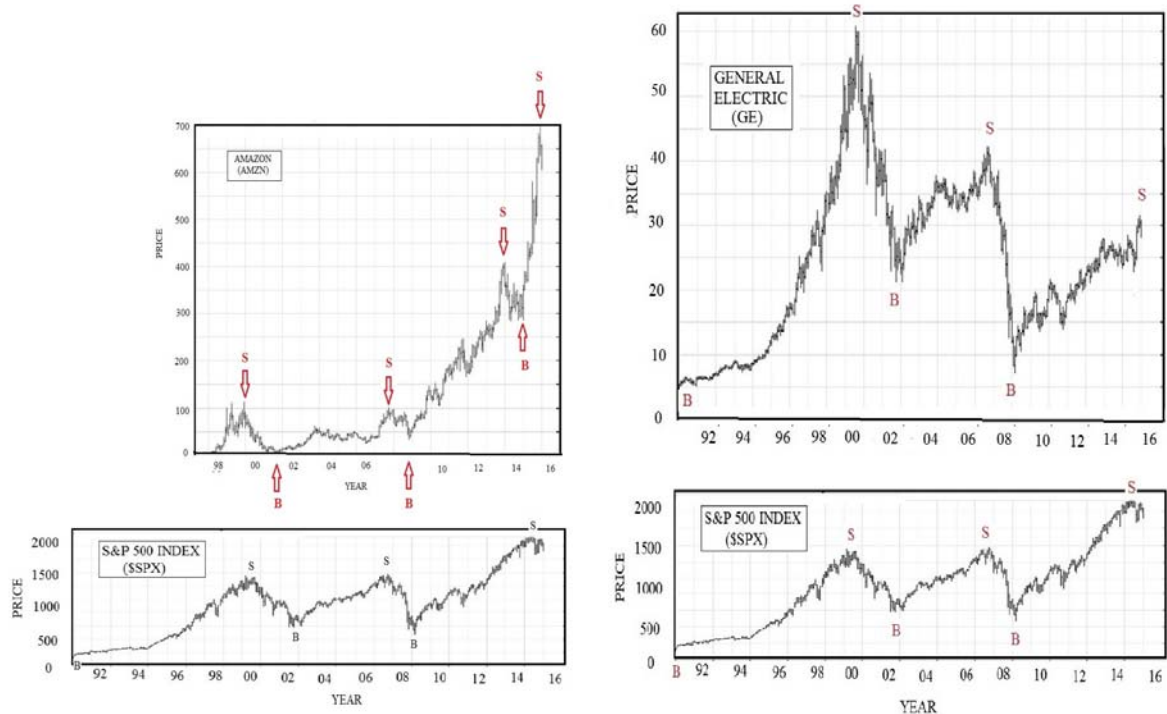 S
700
AMAZON
(AMZN)
600
S
500
400
PRICE
300
S
S
B
200
100
0
98 00 02 04 06 08 10 12 14 16
B
YEAR
B
S&P 500 INDEX
($SPX)
S
2000
S
S
1500
PRICE
1000
500
B
B
0
B
92 94 96 98 00 02 04 06 08 10 12 14 16
YEAR
S
60
GENERAL
ELECTRIC
(GE)
50
S
40
S
PRICE
30
B
20
10
B
B
0
92 94 96 98 00 02 04 06 08 10 12 14 16
S&P 500 INDEX
($SPX)
S
2000
S
S
1500
PRICE
1000
500
B
B
0
B
92 94 96 98 00 02 04 06 08 10 12 14 16
YEAR